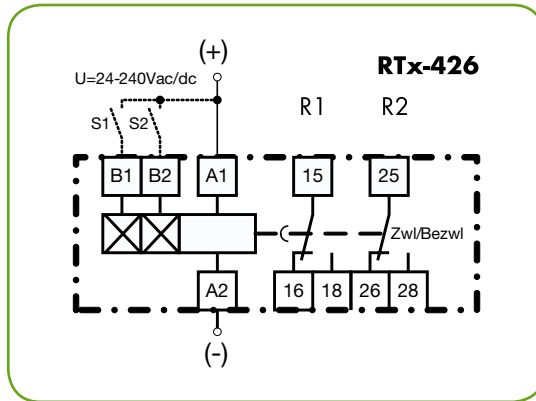 (+)
RTx-426
U=24-240Vac/dc
R1 R2
S1 S2
B1 B2 A1 15 25
Zwl/Bezwl
A2 16 18 26 28
(-)